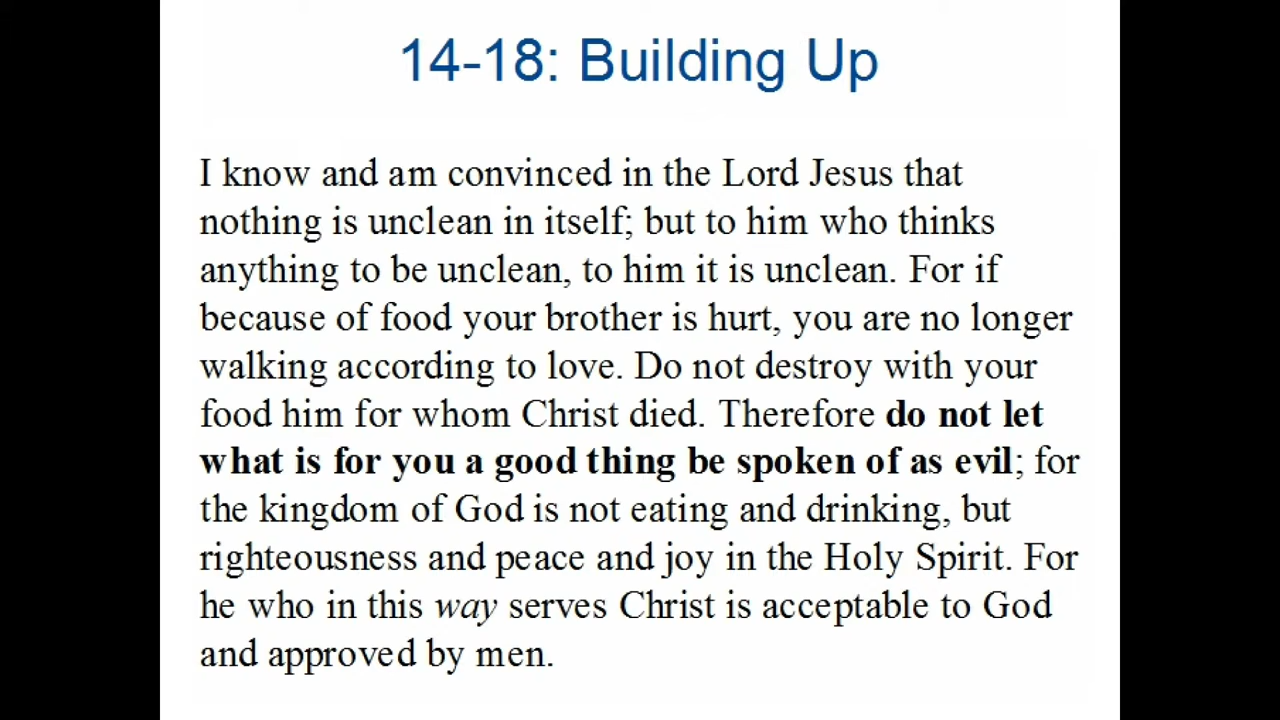 14-18: Building Up
I know and am convinced in the Lord Jesus that
nothing is unclean in itself; but to him who thinks
anything to be unclean, to him it is unclean. For if
because of food your brother is hurt, you are no longer
walking according to love. Do not destroy with your
food him for whom Christ died. Therefore do not let
what is for you a good thing be spoken of as evil; for
the kingdom of God is not eating and drinking, but
righteousness and peace and joy in the Holy Spirit. For
he who in this way serves Christ is acceptable to God
and approved by men.